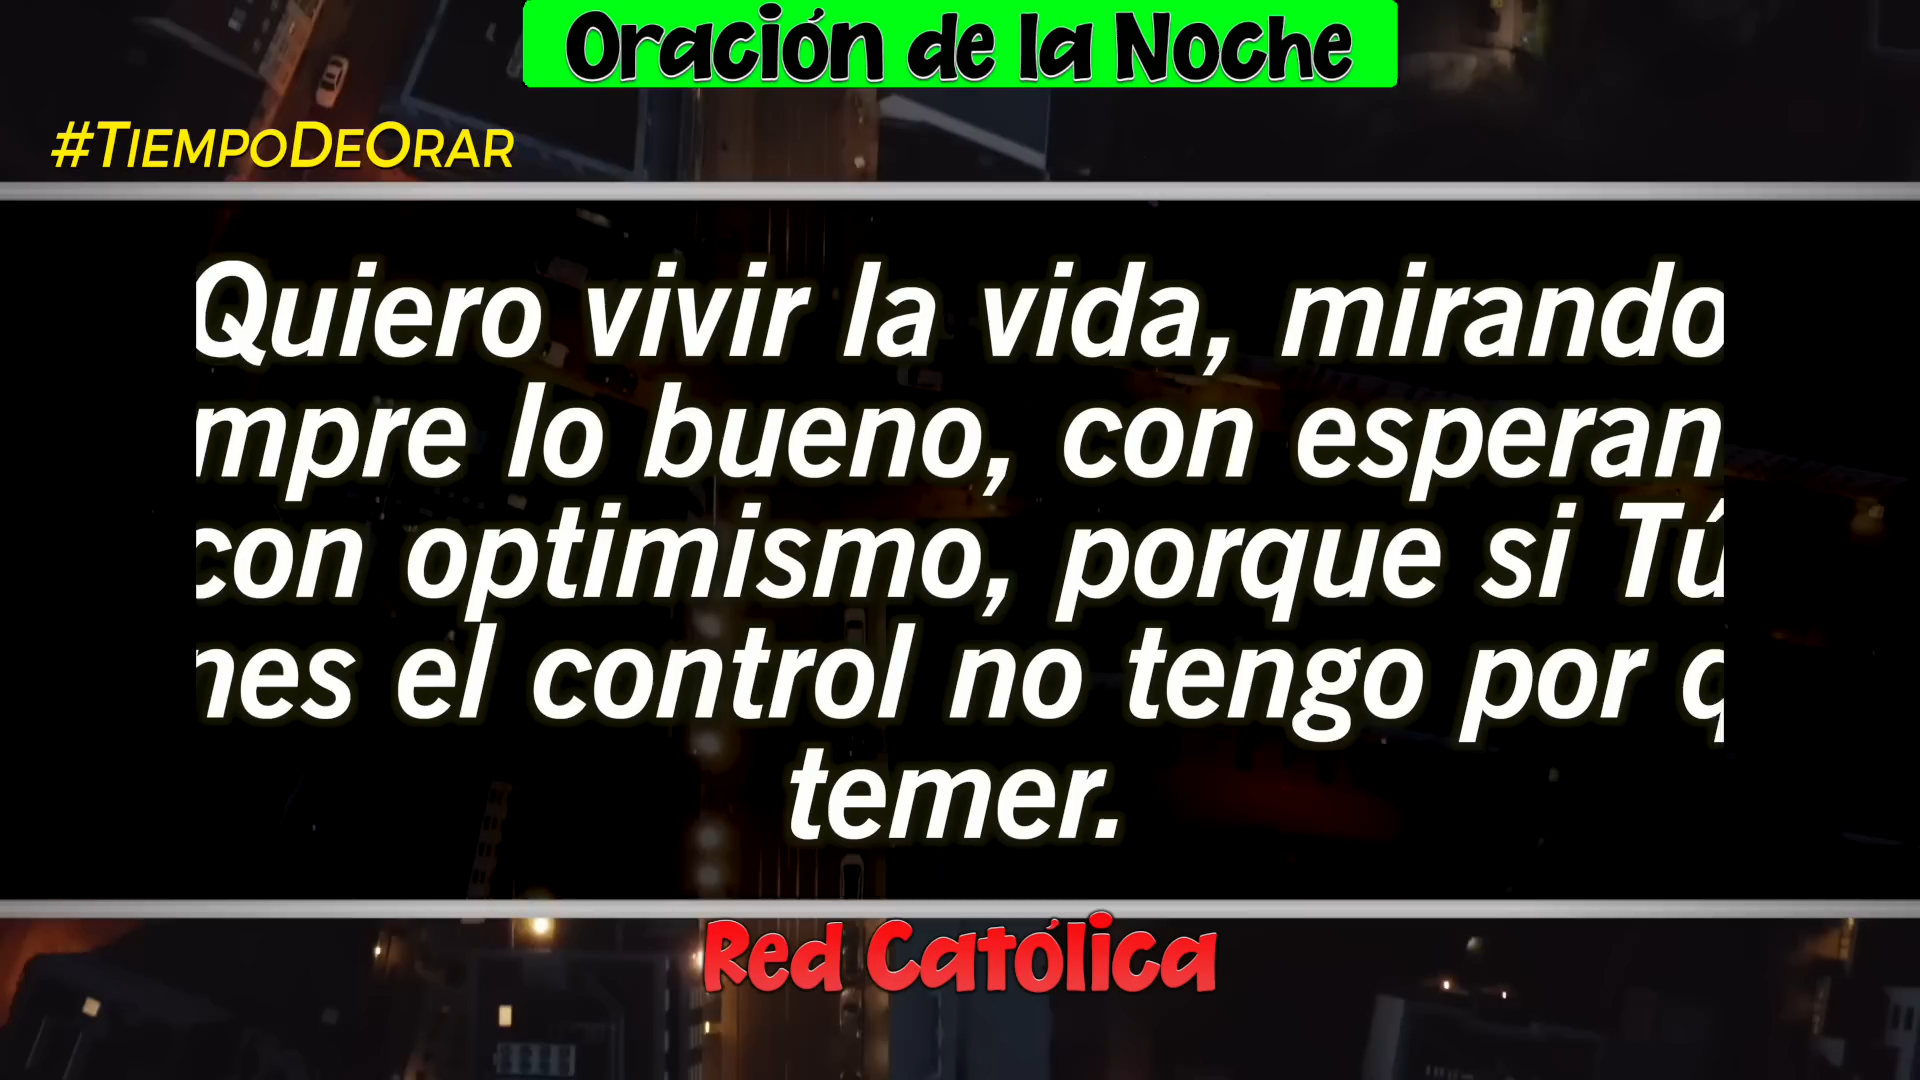 Oración de la Noche
#TIEMPODEORAR
Quiero vivir la vida, mirando
mpre lo bueno, con esperan
con optimismo, porque si Tú
nes el control no tengo por q
temer.
Red Católica